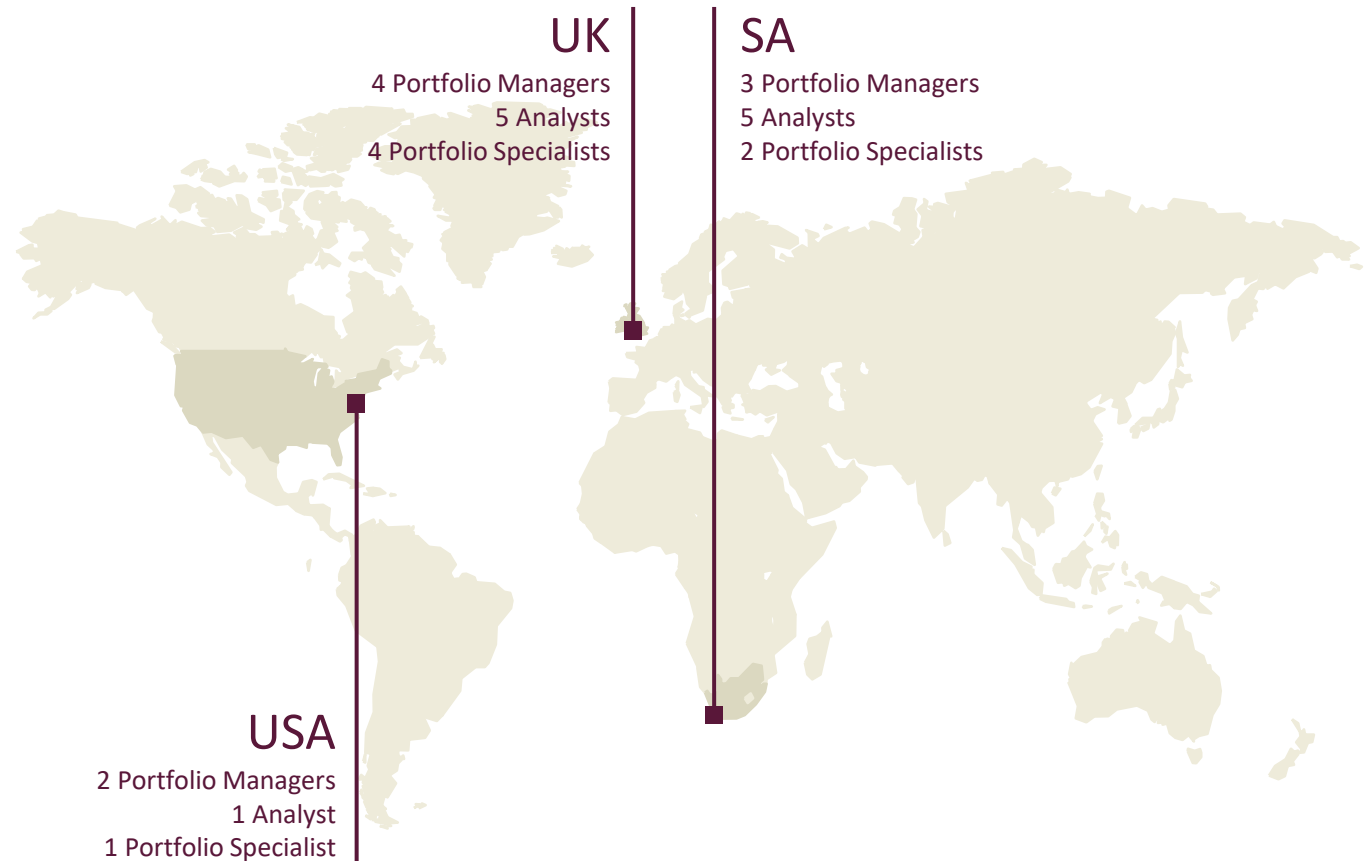 UK
4 Portfolio Managers
5 Analysts
4 Portfolio Specialists
SA
3 Portfolio Managers
5 Analysts
2 Portfolio Specialists
USA
2 Portfolio Managers
1 Analyst
1 Portfolio Specialist